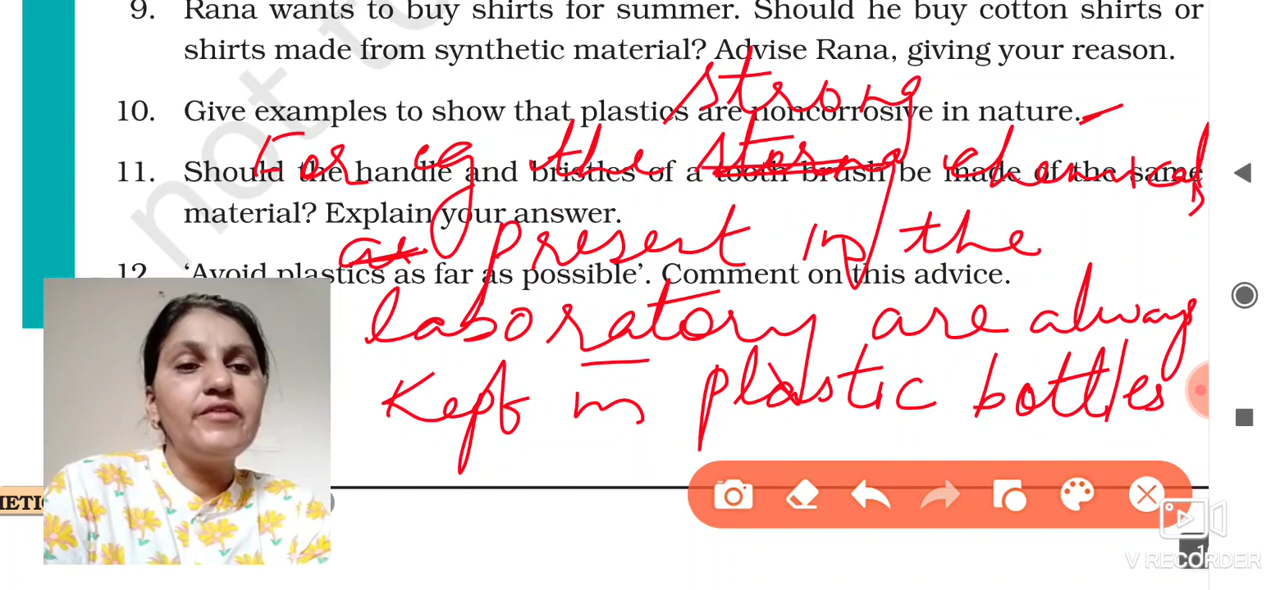 9. Rana wants to buy shirts for summer. Should he buy cotton shirts or
shirts made from synthetic material? Advise Rana, giving your reason.
strong
10. Give examples to show that plastics are noncorrosive in nature.
For eg the strong chemicals
11. Should the handle and bristles of a tooth brush be made of the same
material? Explain your answer.
at present in the
12. 'Avoid plastics as far as possible'. Comment on this advice.
laboratory are always
kept in plastic bottles
not to
V RECORDER